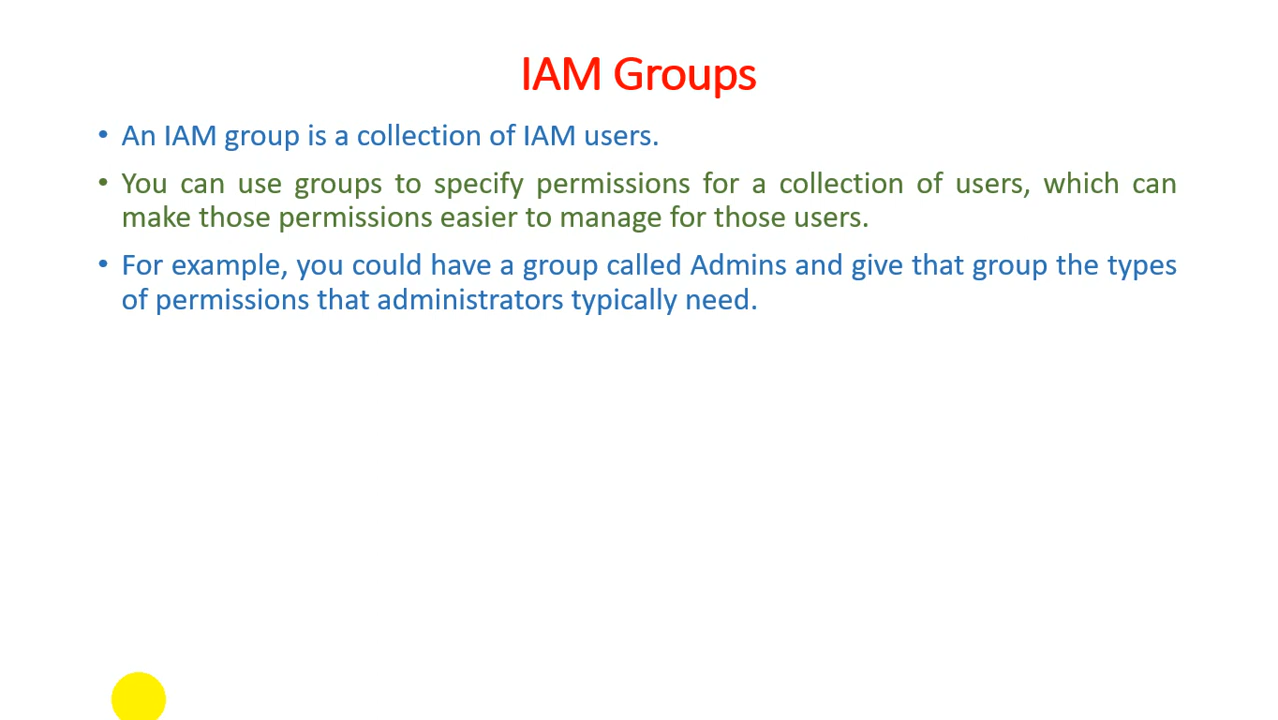 IAM Groups
• An IAM group is a collection of IAM users.
• You can use groups to specify permissions for a collection of users, which can
make those permissions easier to manage for those users.
• For example, you could have a group called Admins and give that group the types
of permissions that administrators typically need.